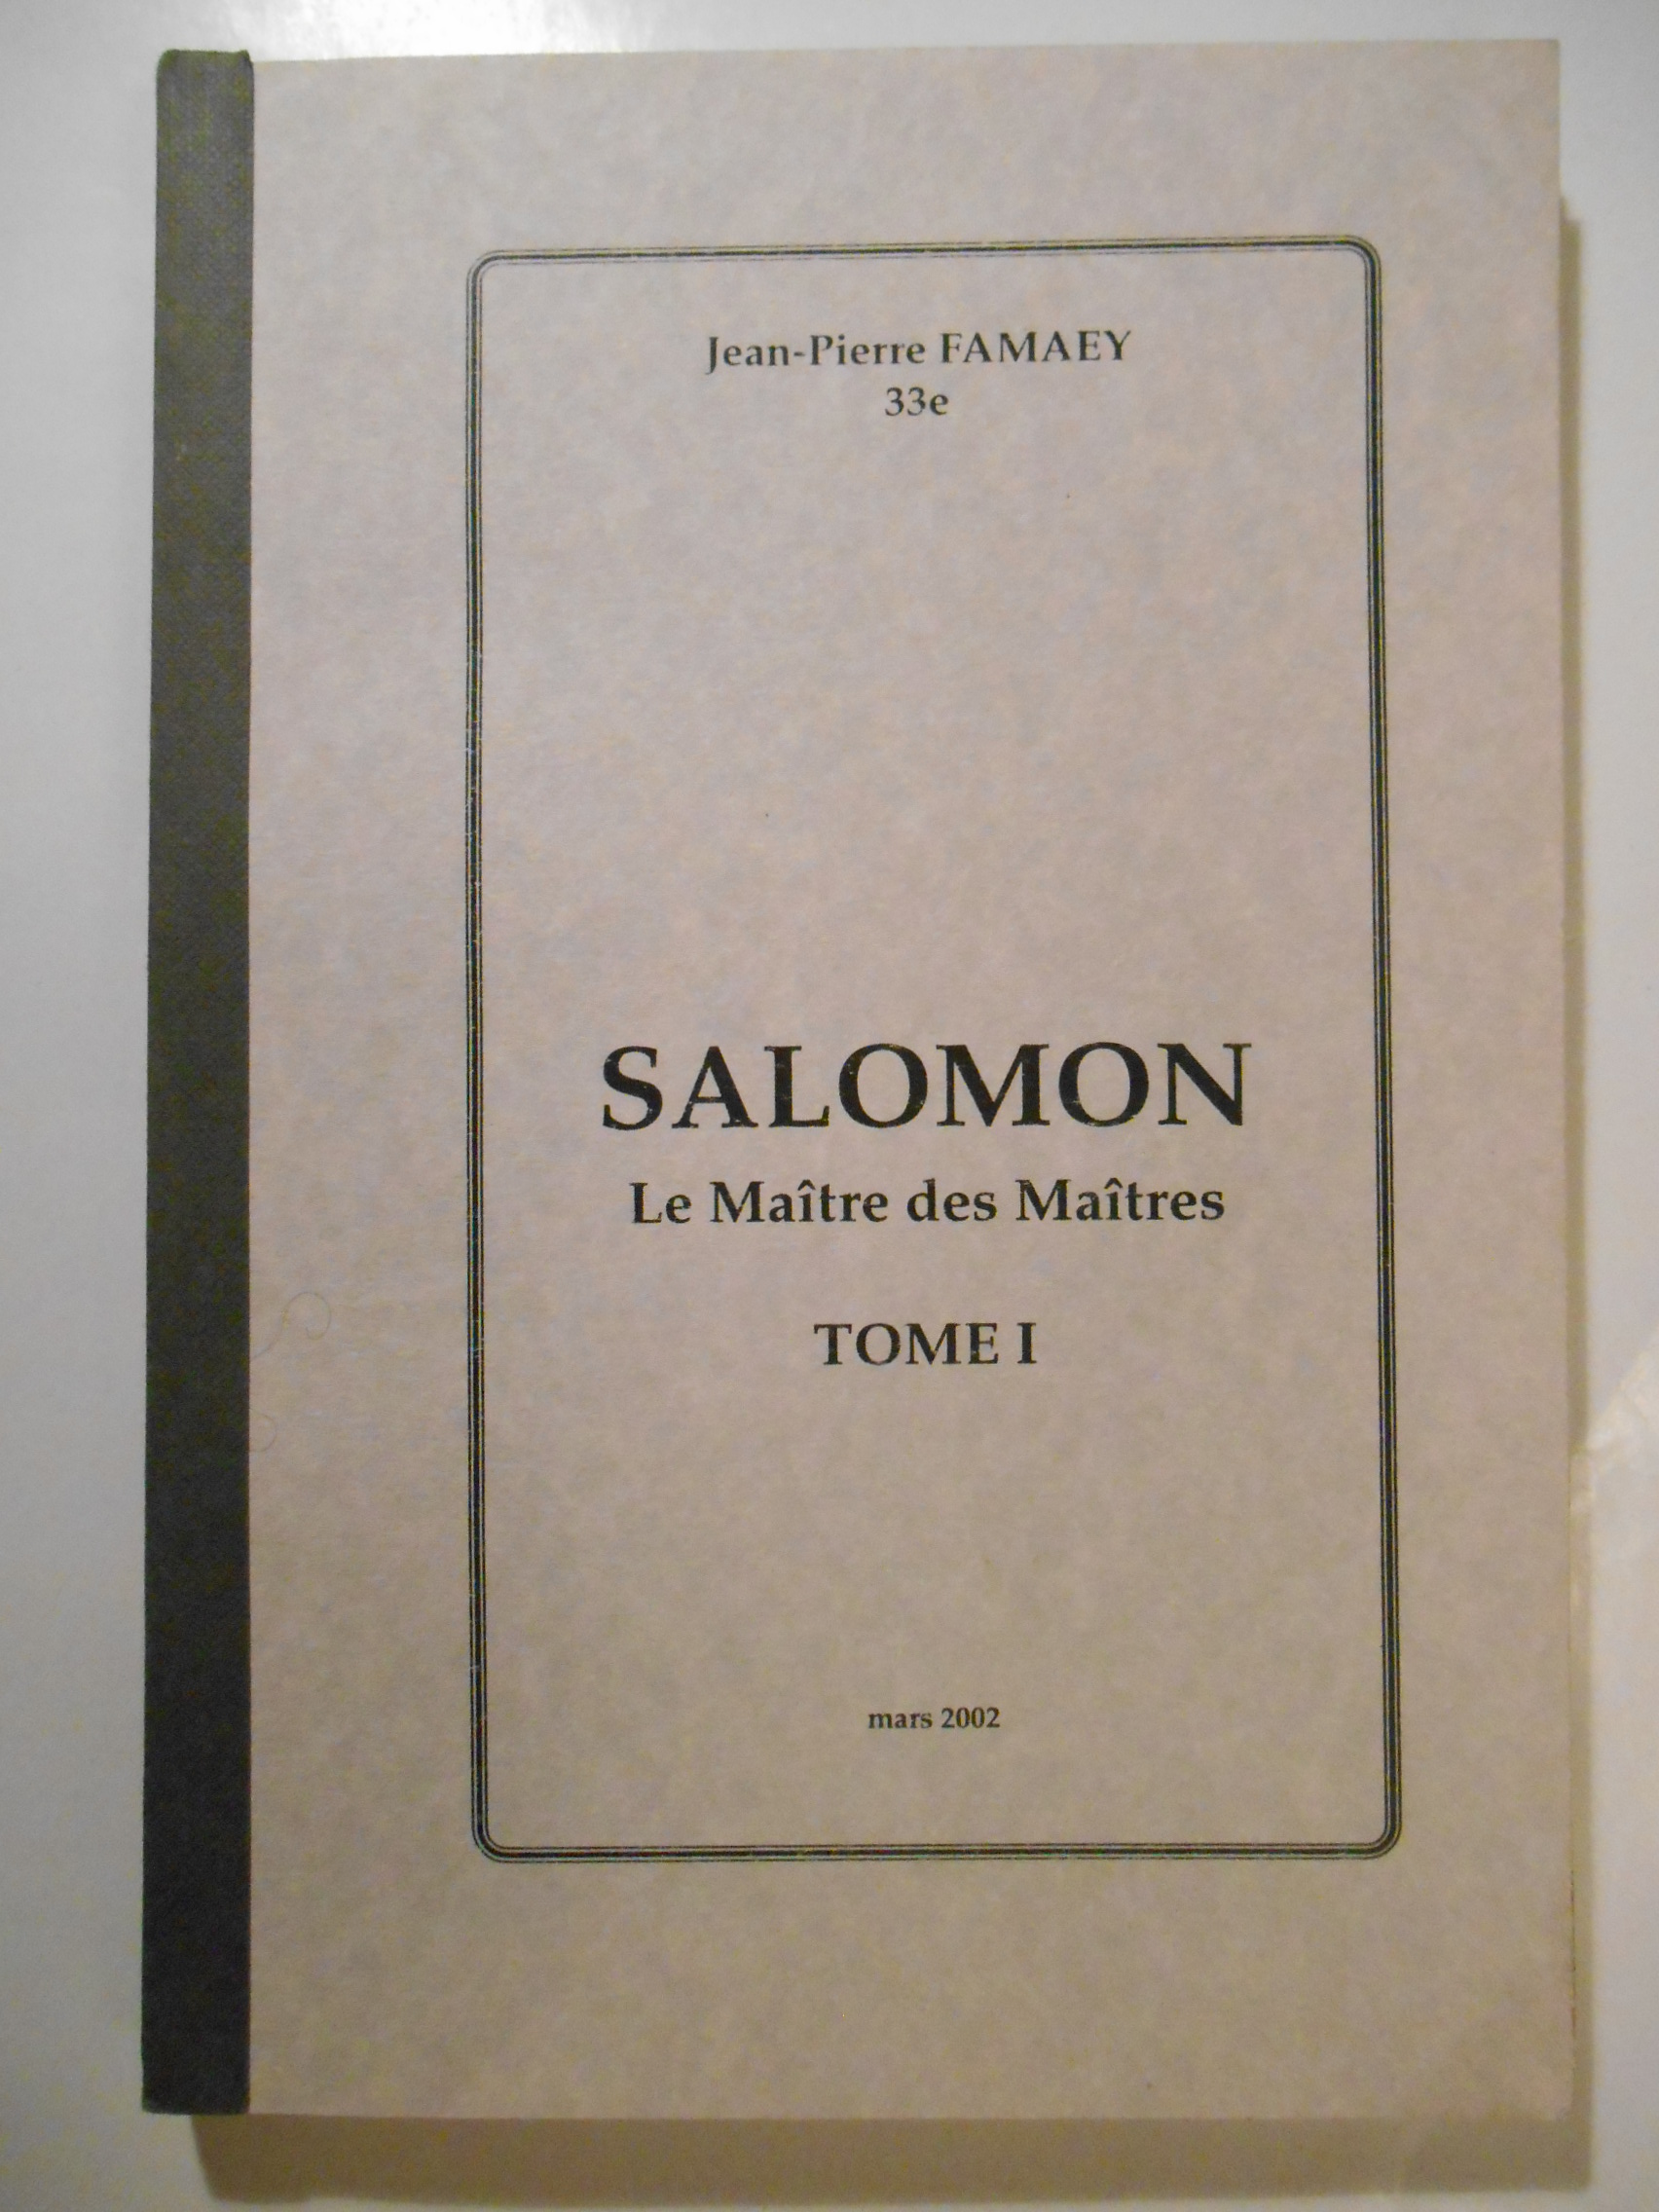 Jean-Pierre FAMAEY
33e
SALOMON
Le Maître des Maîtres
TOME I
mars 2002